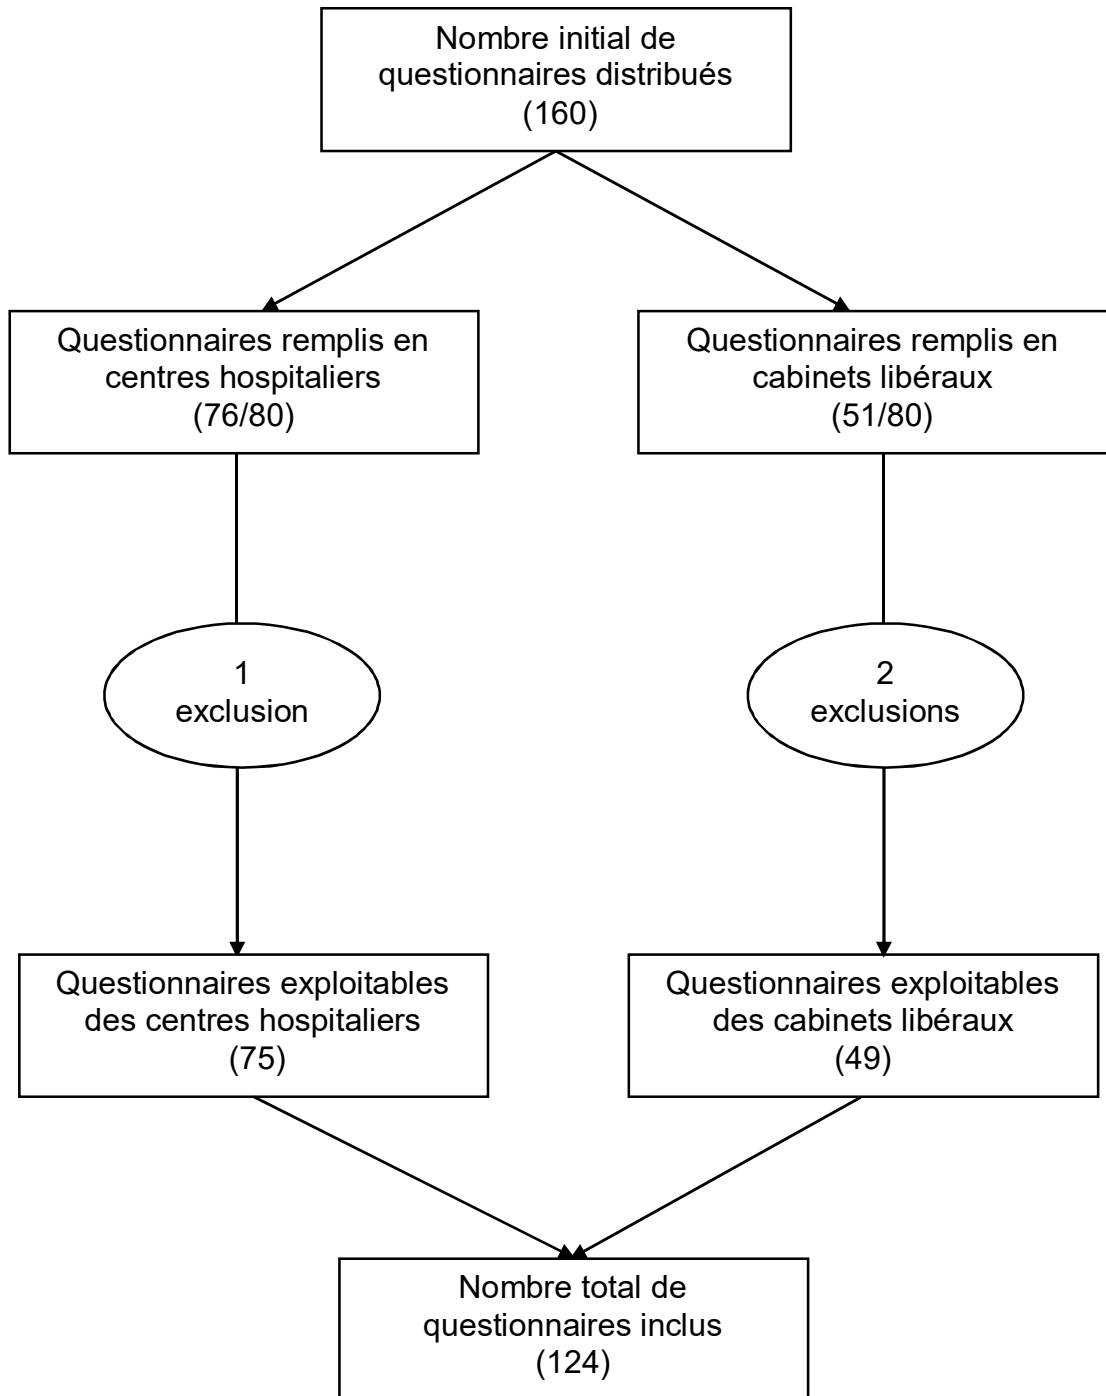 Nombre initial de
questionnaires distribués
(160)
Questionnaires remplis en
centres hospitaliers
(76/80)
Questionnaires remplis en
cabinets libéraux
(51/80)
1
exclusion
2
exclusions
Questionnaires exploitables
des centres hospitaliers
(75)
Questionnaires exploitables
des cabinets libéraux
(49)
Nombre total de
questionnaires inclus
(124)